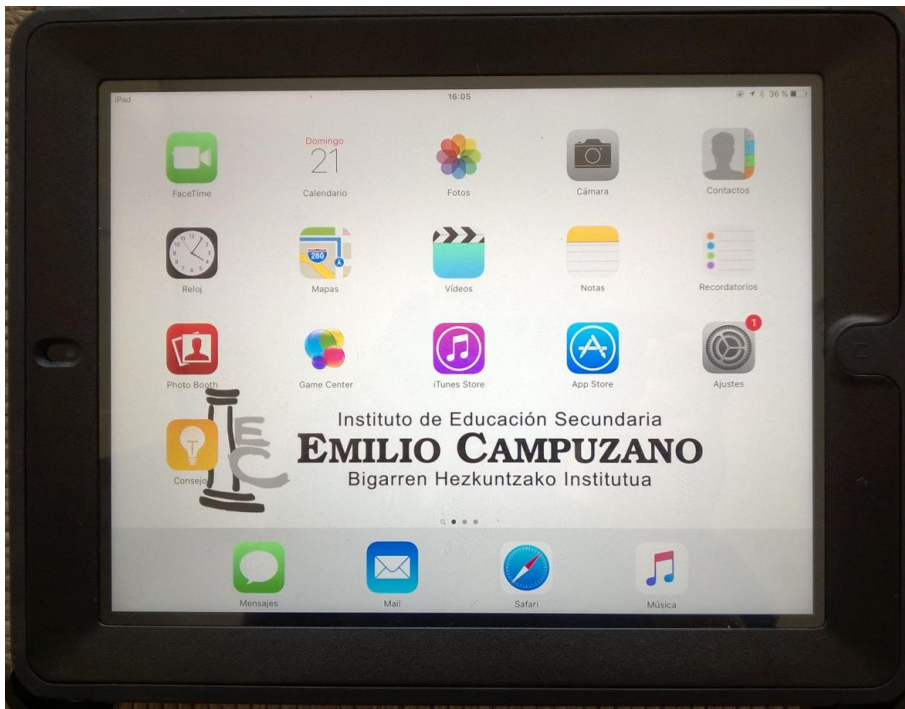 iPad 16:05 36 %
Domingo
21
FaceTime Calendario Fotos Cámara Contactos
280
Reloj Mapas Vídeos Notas Recordatorios
1
Photo Booth Game Center iTunes Store App Store Ajustes
EC
Instituto de Educación Secundaria
EMILIO CAMPUZANO
Bigarren Hezkuntzako Institutua
Consejo
Mensajes Mail Safari Música